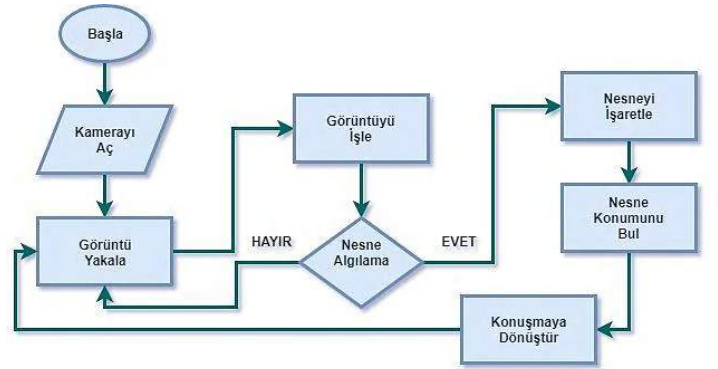 Başla
Kamerayı
Aç
Görüntü
Yakala
Görüntüyü
İşle
Nesne
Algılama
HAYIR
EVET
Nesneyi
İşaretle
Nesne
Konumunu
Bul
Konuşmaya
Dönüştür